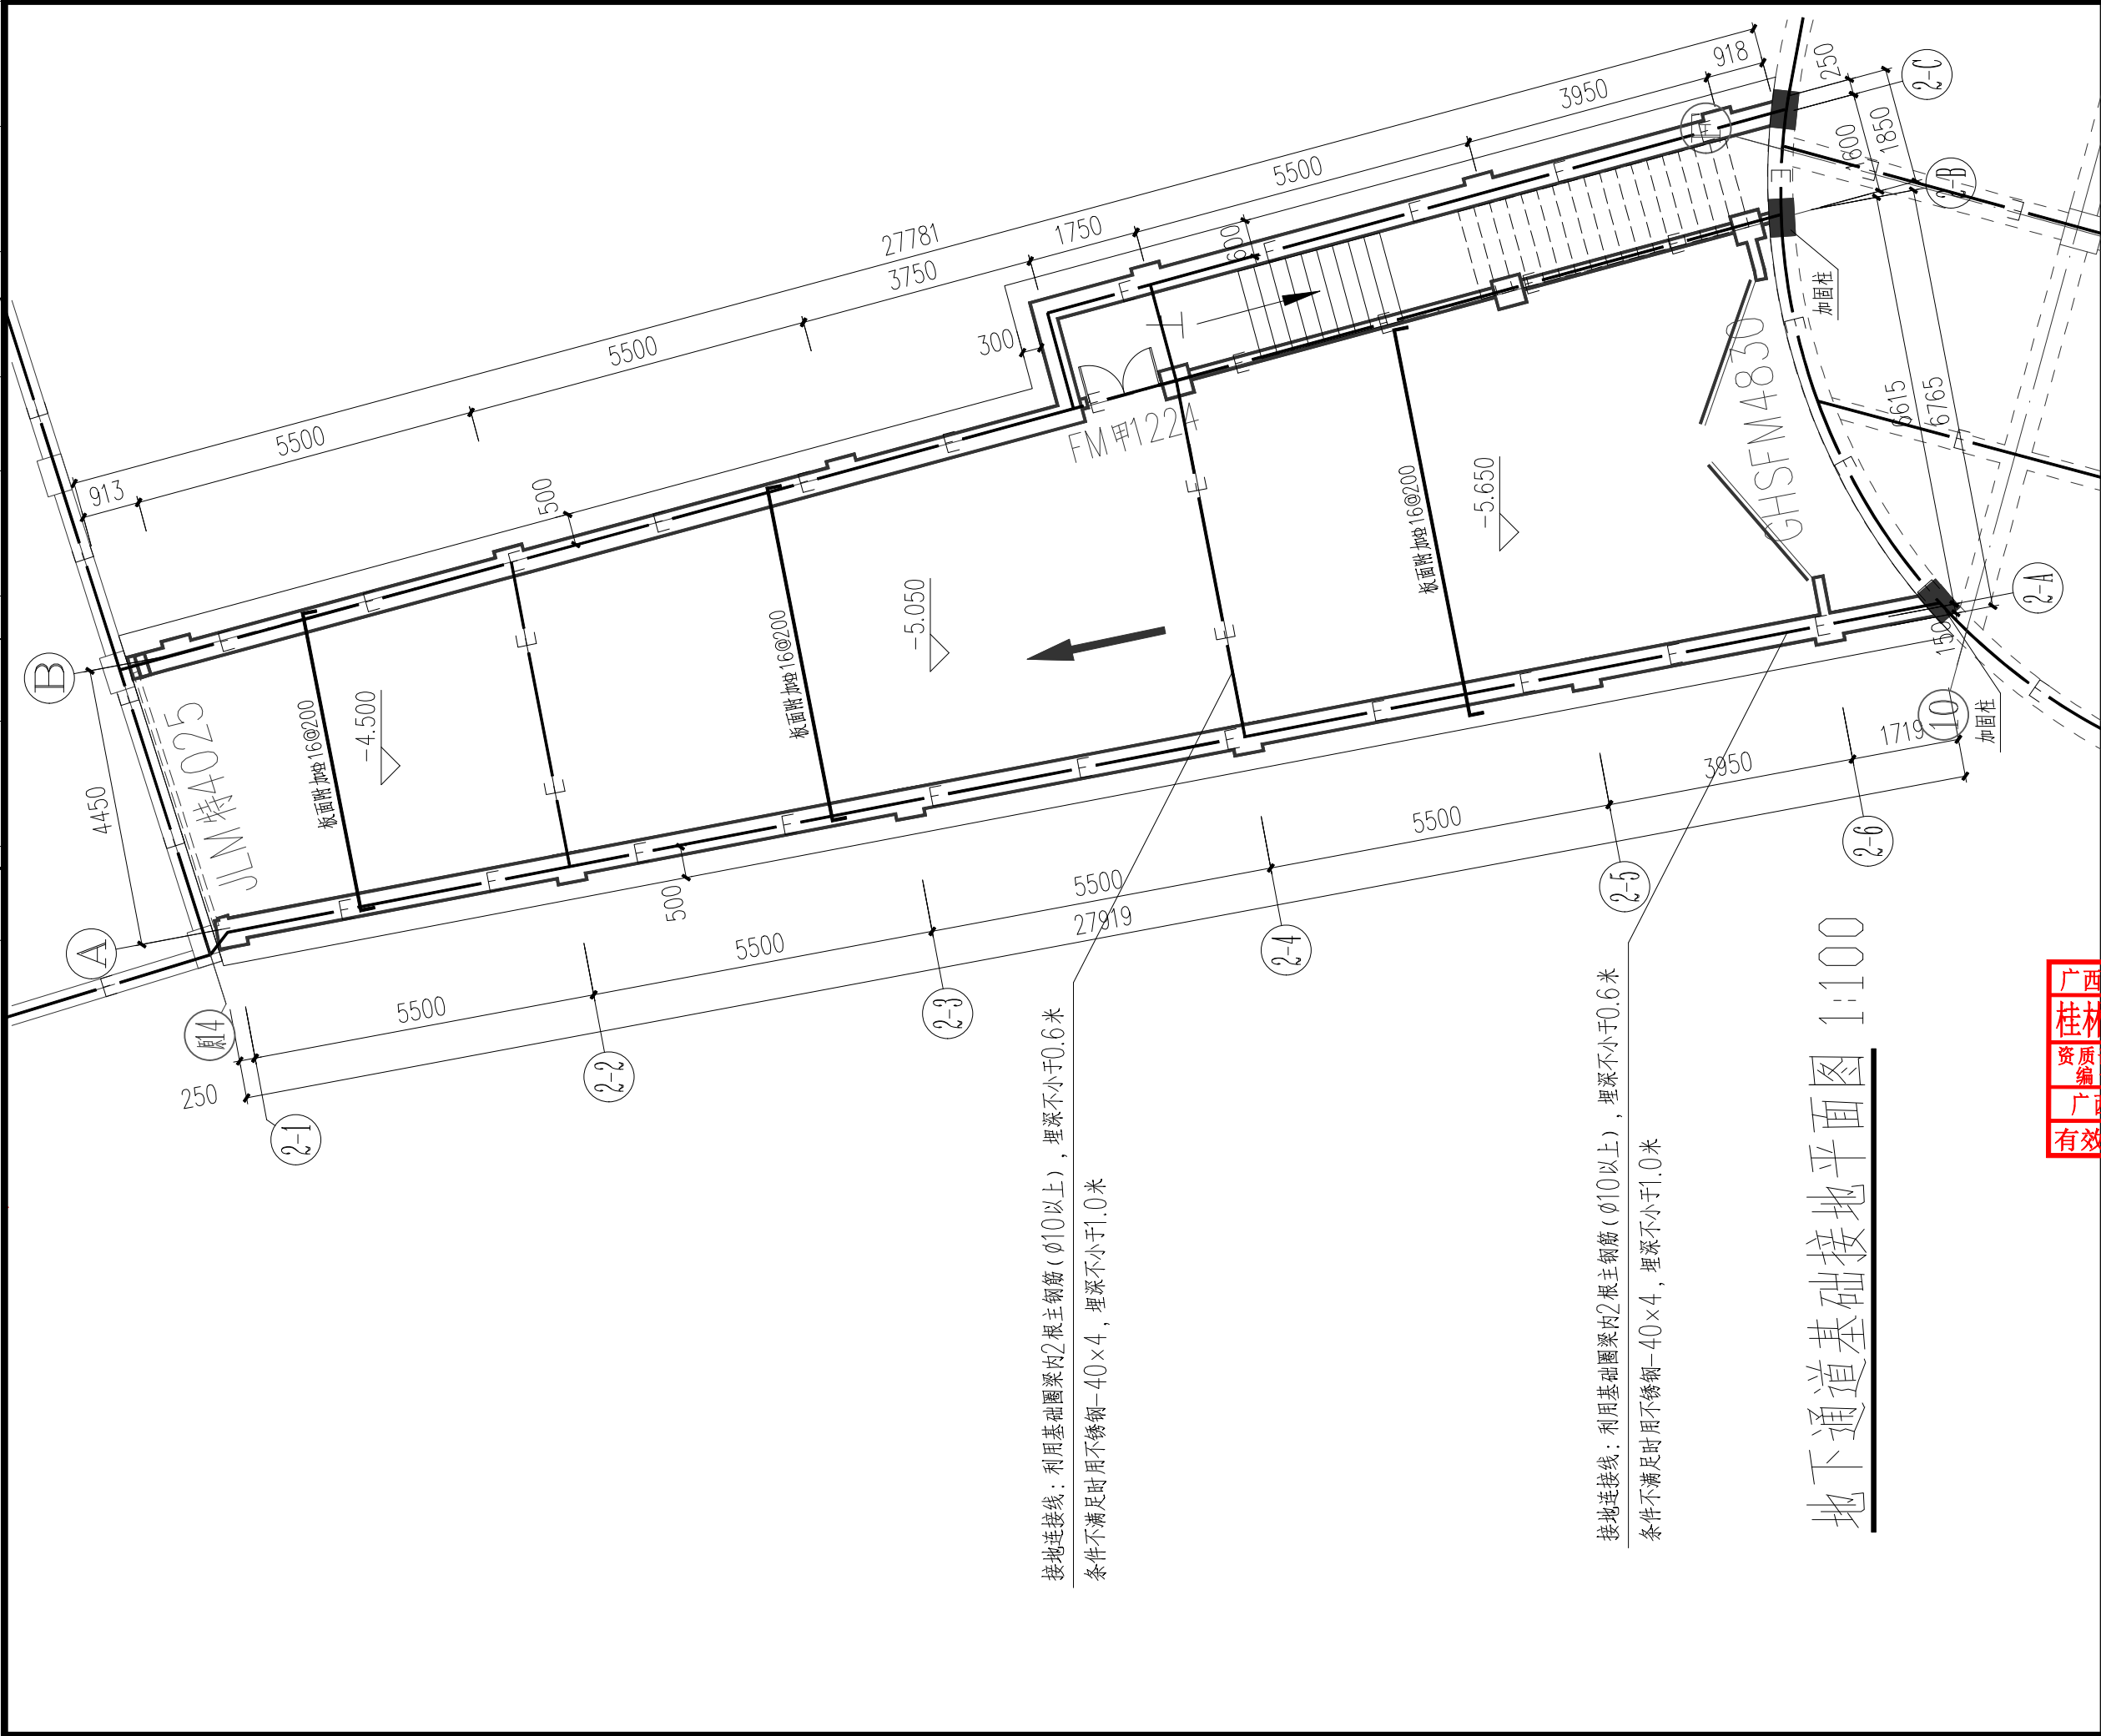 27781
918
3950
5500
1750
3750
5500
5500
913
600
300
500
250
2-C
1850
2-B
加固柱
GHSFM4830
6615
6765
2-A
150
10
加固柱
FM甲1224
上
-5.650
板面附加Φ16@200
-5.050
板面附加Φ16@200
-4.500
板面附加Φ16@200
JLM特4025
B
4450
A
原14
250
5500
5500
5500
5500
3950
1719
27919
500
2-1
2-2
2-3
2-4
2-5
2-6
接地连接线：利用基础圈梁内2根主钢筋（Ø10以上），埋深不小于0.6米
条件不满足时用不锈钢-40×4，埋深不小于1.0米
接地连接线：利用基础圈梁内2根主钢筋（Ø10以上），埋深不小于0.6米
条件不满足时用不锈钢-40×4，埋深不小于1.0米
地下通道基础接地平面图 1:100
广西
桂林
资质
编
广西
有效